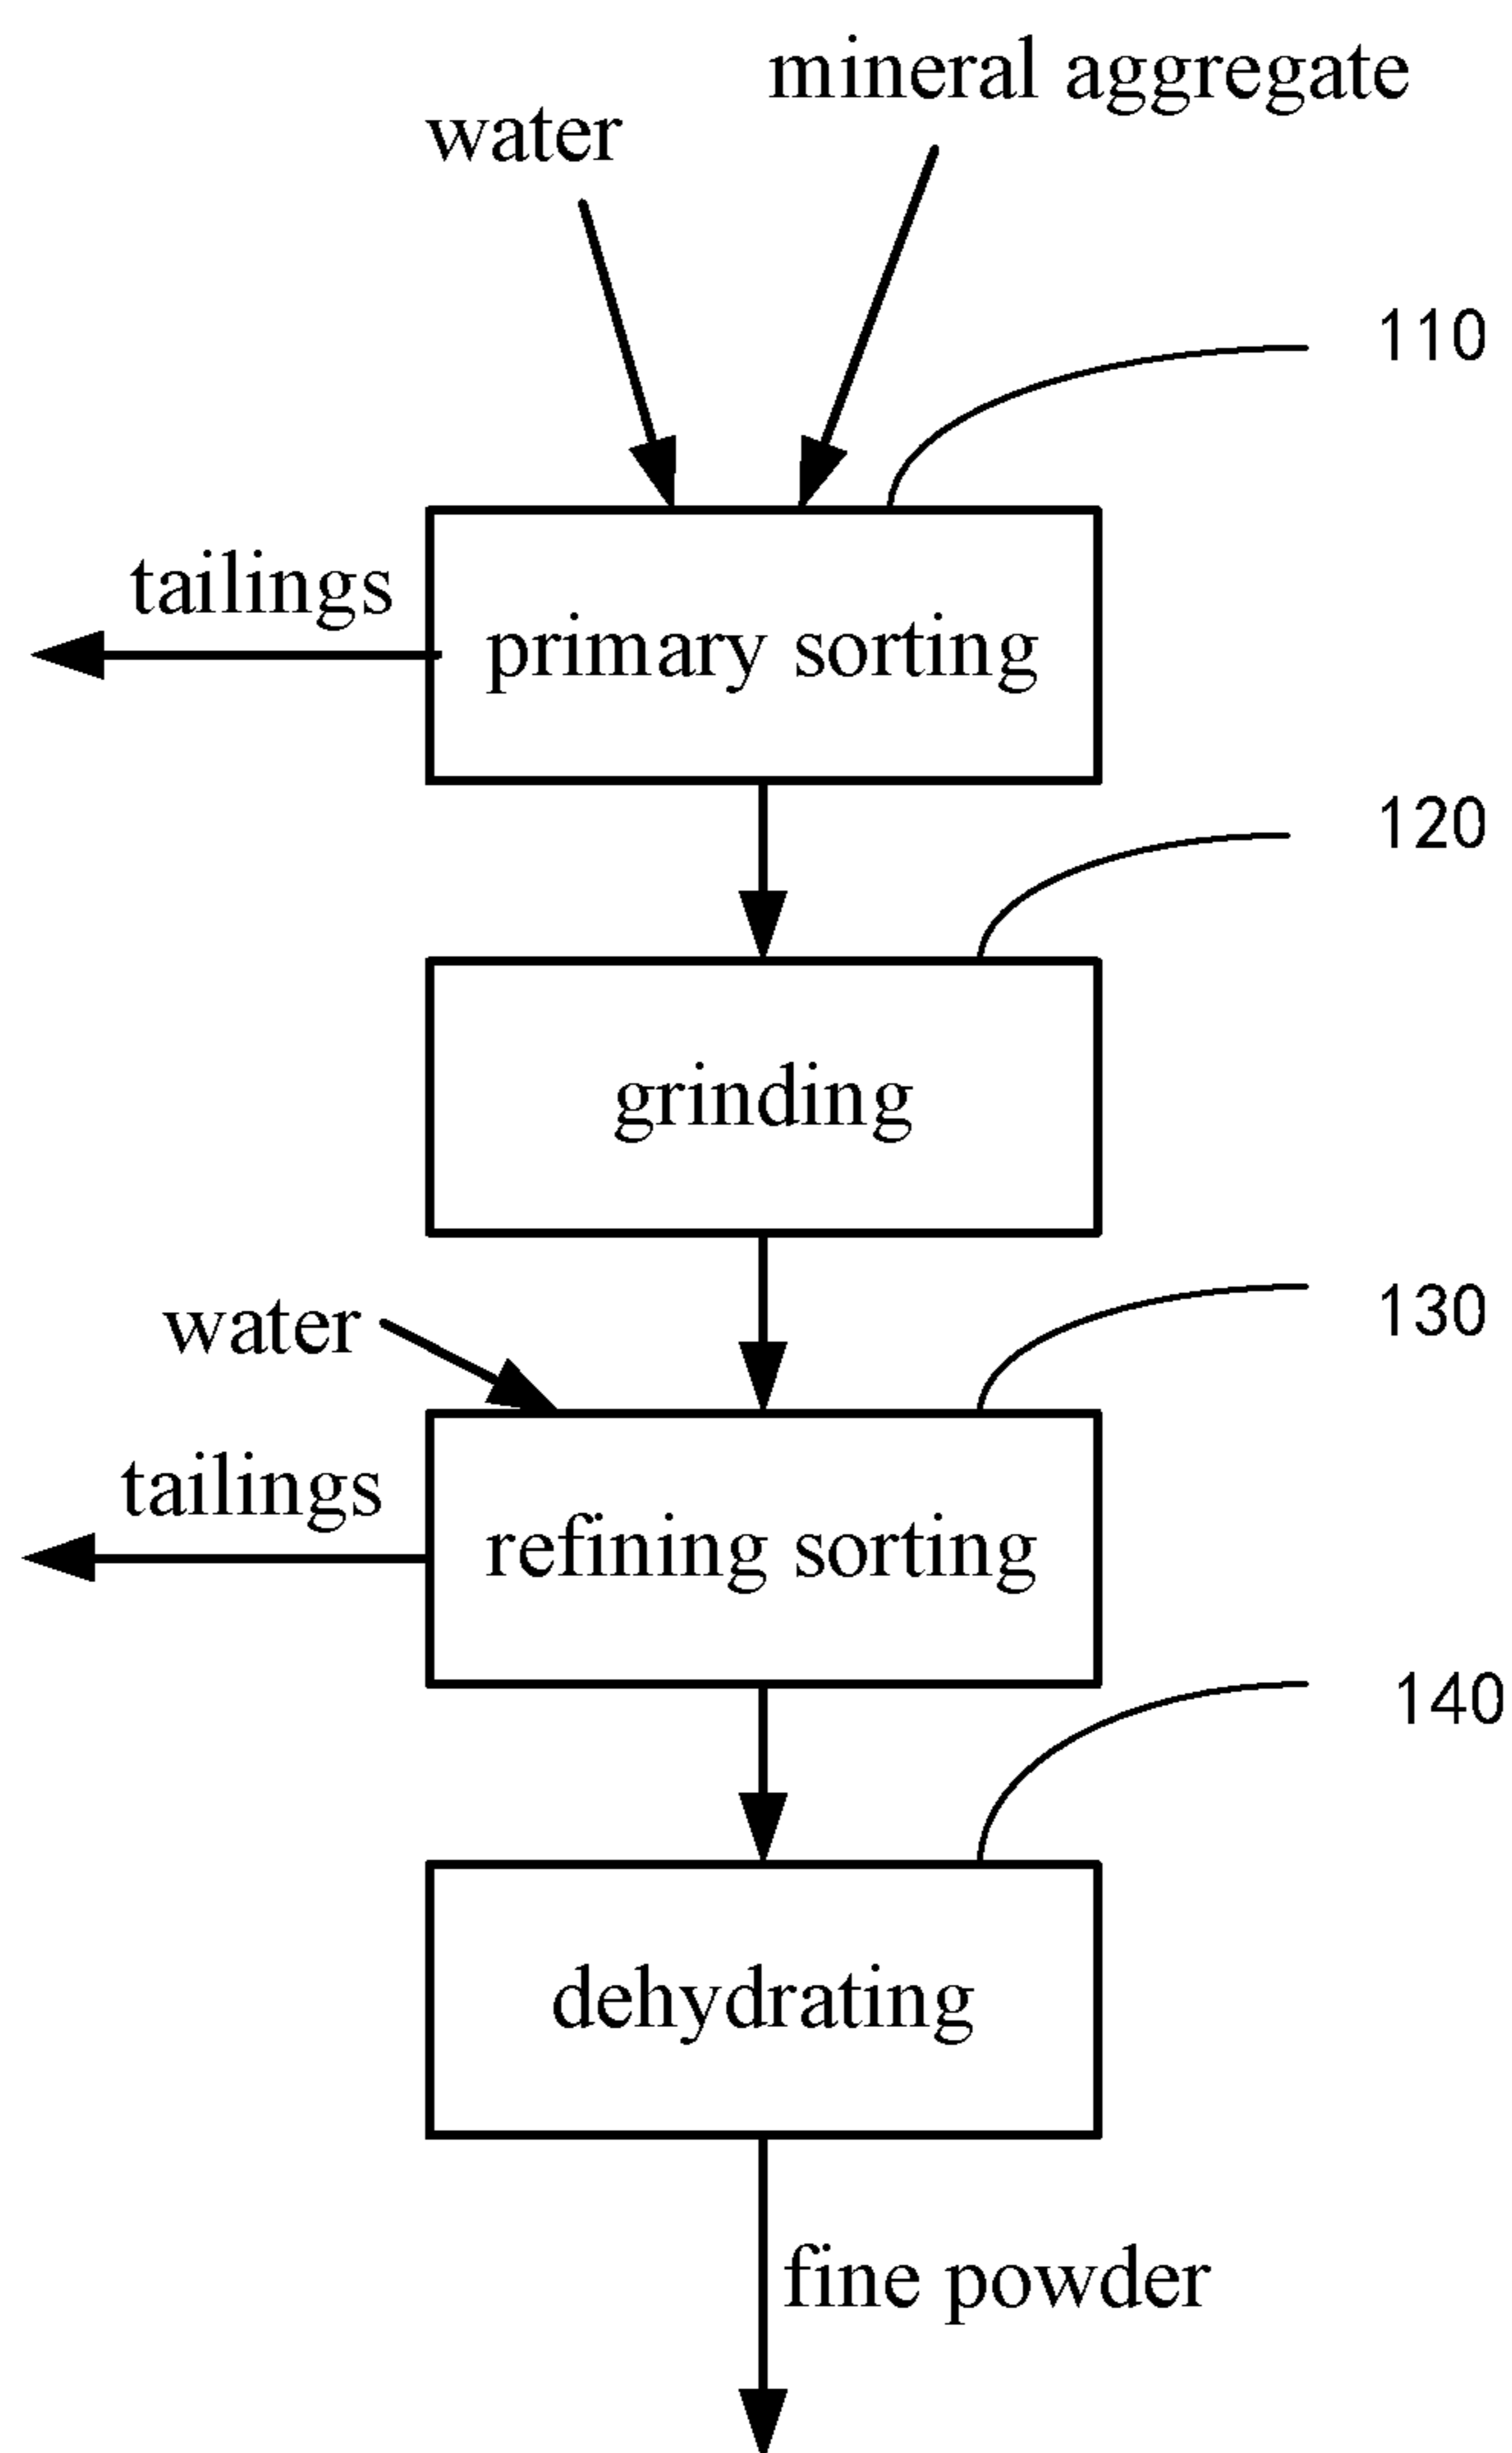 mineral aggregate
water
110
tailings
primary sorting
120
grinding
130
water
tailings
refining sorting
140
dehydrating
fine powder